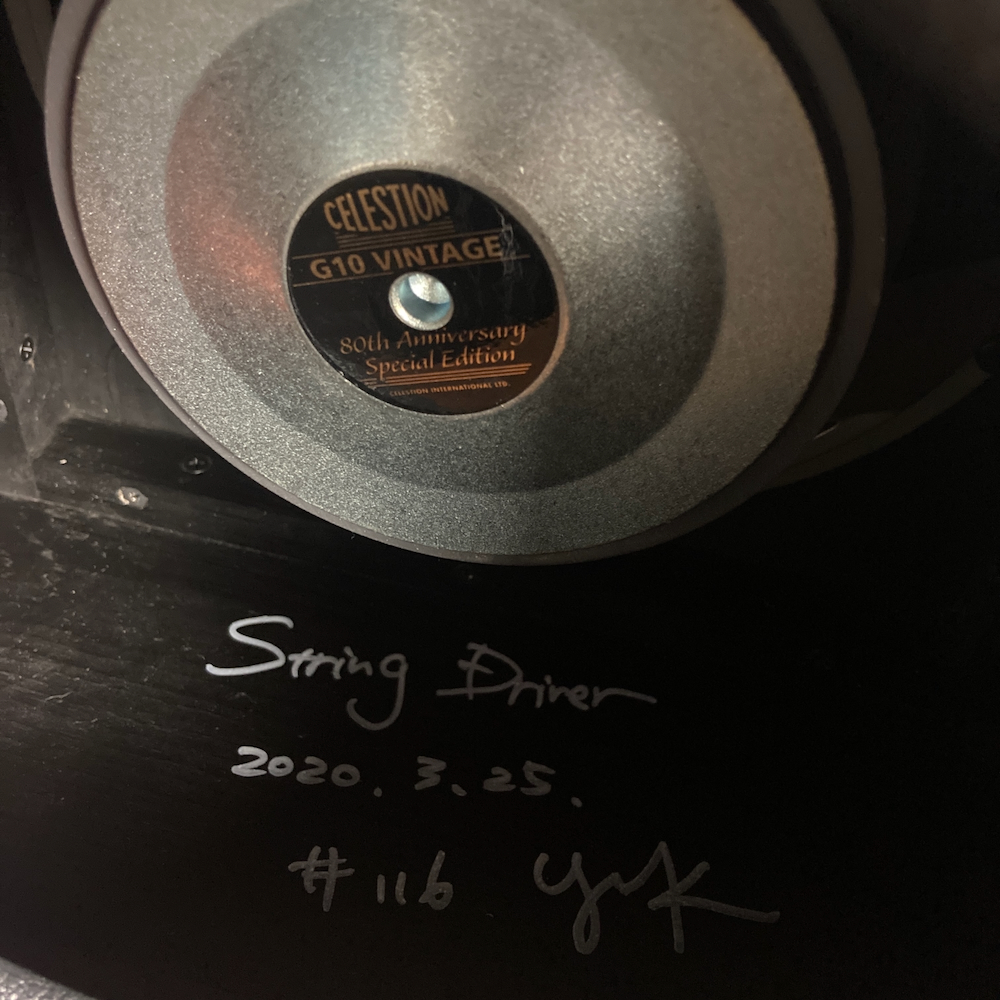 CELESTION
G10 VINTAGE
80th Anniversary
Special Edition
CELESTION INTERNATIONAL LTD.
String Driver
2020. 3. 25.
#116